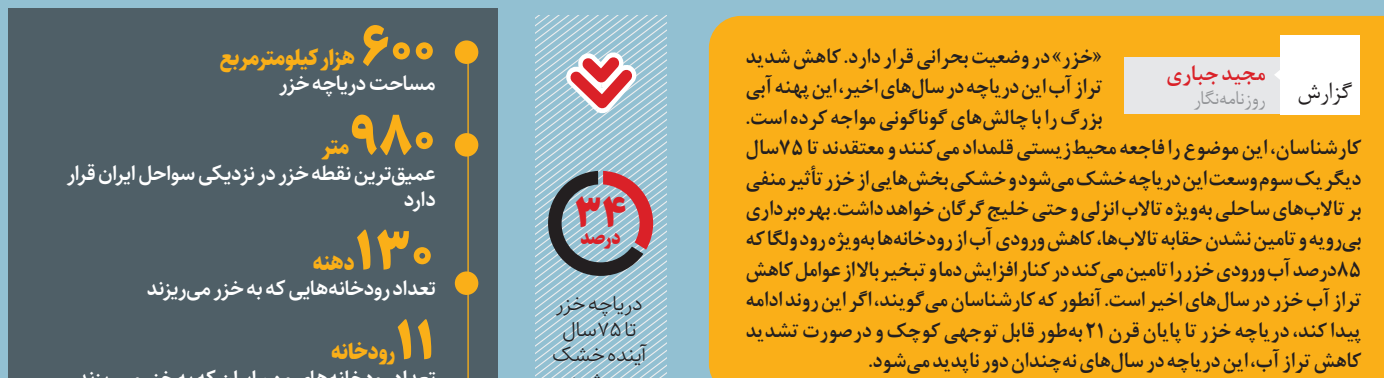 گزارش
مجید جباری
روزنامه‌نگار
«خزر» در وضعیت بحرانی قرار دارد. کاهش شدید
تراز آب این دریاچه در سال‌های اخیر، این پهنه آبی
بزرگ را با چالش‌های گوناگونی مواجه کرده است.
کارشناسان، این موضوع را فاجعه محیط‌زیستی قلمداد می‌کنند و معتقدند تا ۷۵سال
دیگر یک سوم وسعت این دریاچه خشک می‌شود و خشکی بخش‌هایی از خزر تأثیر منفی
بر تالاب‌های ساحلی به‌ویژه تالاب انزلی و حتی خلیج گرگان خواهد داشت. بهره‌برداری
بی‌رویه و تامین نشدن حقابه تالاب‌ها، کاهش ورودی آب از رودخانه‌ها به‌ویژه رود ولگا که
۸۵درصد آب ورودی خزر را تامین می‌کند در کنار افزایش دما و تبخیر بالا از عوامل کاهش
تراز آب خزر در سال‌های اخیر است. آنطور که کارشناسان می‌گویند، اگر این روند ادامه
پیدا کند، دریاچه خزر تا پایان قرن ۲۱ به‌طور قابل توجهی کوچک و در صورت تشدید
کاهش تراز آب، این دریاچه در سال‌های نه‌چندان دور ناپدید می‌شود.
۳۴
درصد
دریاچه خزر
تا ۷۵سال
آینده خشک
۶۰۰ هزار کیلومترمربع
مساحت دریاچه خزر
۹۸۰ متر
عمیق‌ترین نقطه خزر در نزدیکی سواحل ایران قرار
دارد
۱۳۰ دهنه
تعداد رودخانه‌هایی که به خزر می‌ریزند
۱۱ رودخانه